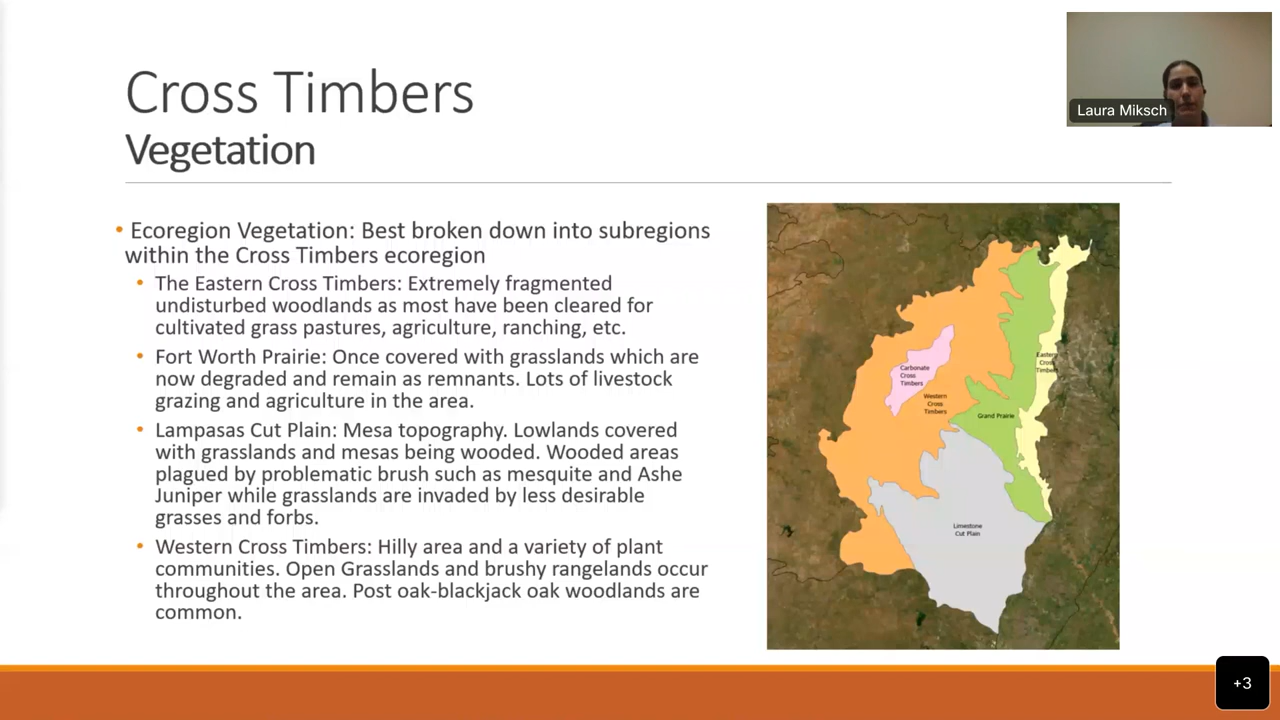 Cross Timbers
Vegetation
Laura Miksch
• Ecoregion Vegetation: Best broken down into subregions
within the Cross Timbers ecoregion
• The Eastern Cross Timbers: Extremely fragmented
undisturbed woodlands as most have been cleared for
cultivated grass pastures, agriculture, ranching, etc.
• Fort Worth Prairie: Once covered with grasslands which are
now degraded and remain as remnants. Lots of livestock
grazing and agriculture in the area.
• Lampasas Cut Plain: Mesa topography. Lowlands covered
with grasslands and mesas being wooded. Wooded areas
plagued by problematic brush such as mesquite and Ashe
Juniper while grasslands are invaded by less desirable
grasses and forbs.
• Western Cross Timbers: Hilly area and a variety of plant
communities. Open Grasslands and brushy rangelands occur
throughout the area. Post oak-blackjack oak woodlands are
common.
Eastern
Cross
Timbers
Carbonate
Cross
Timbers
Western
Cross
Timbers
Grand Prairie
Limestone
Cut Plain
+3